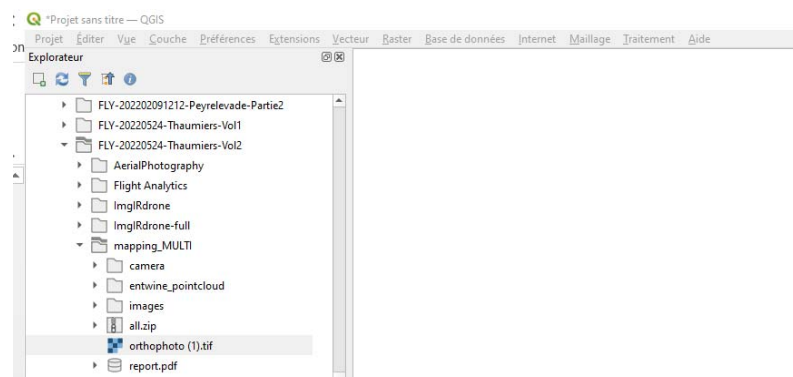 *Projet sans titre — QGIS
Projet Éditer Vue Couche Préférences Extensions Vecteur Raster Base de données Internet Maillage Traitement Aide
on
Explorateur
FLY-202202091212-Peyrelevade-Partie2
FLY-20220524-Thaumiers-Vol1
FLY-20220524-Thaumiers-Vol2
AerialPhotography
Flight Analytics
ImgIRdrone
ImgIRdrone-full
mapping_MULTI
camera
entwine_pointcloud
images
all.zip
orthophoto (1).tif
report.pdf